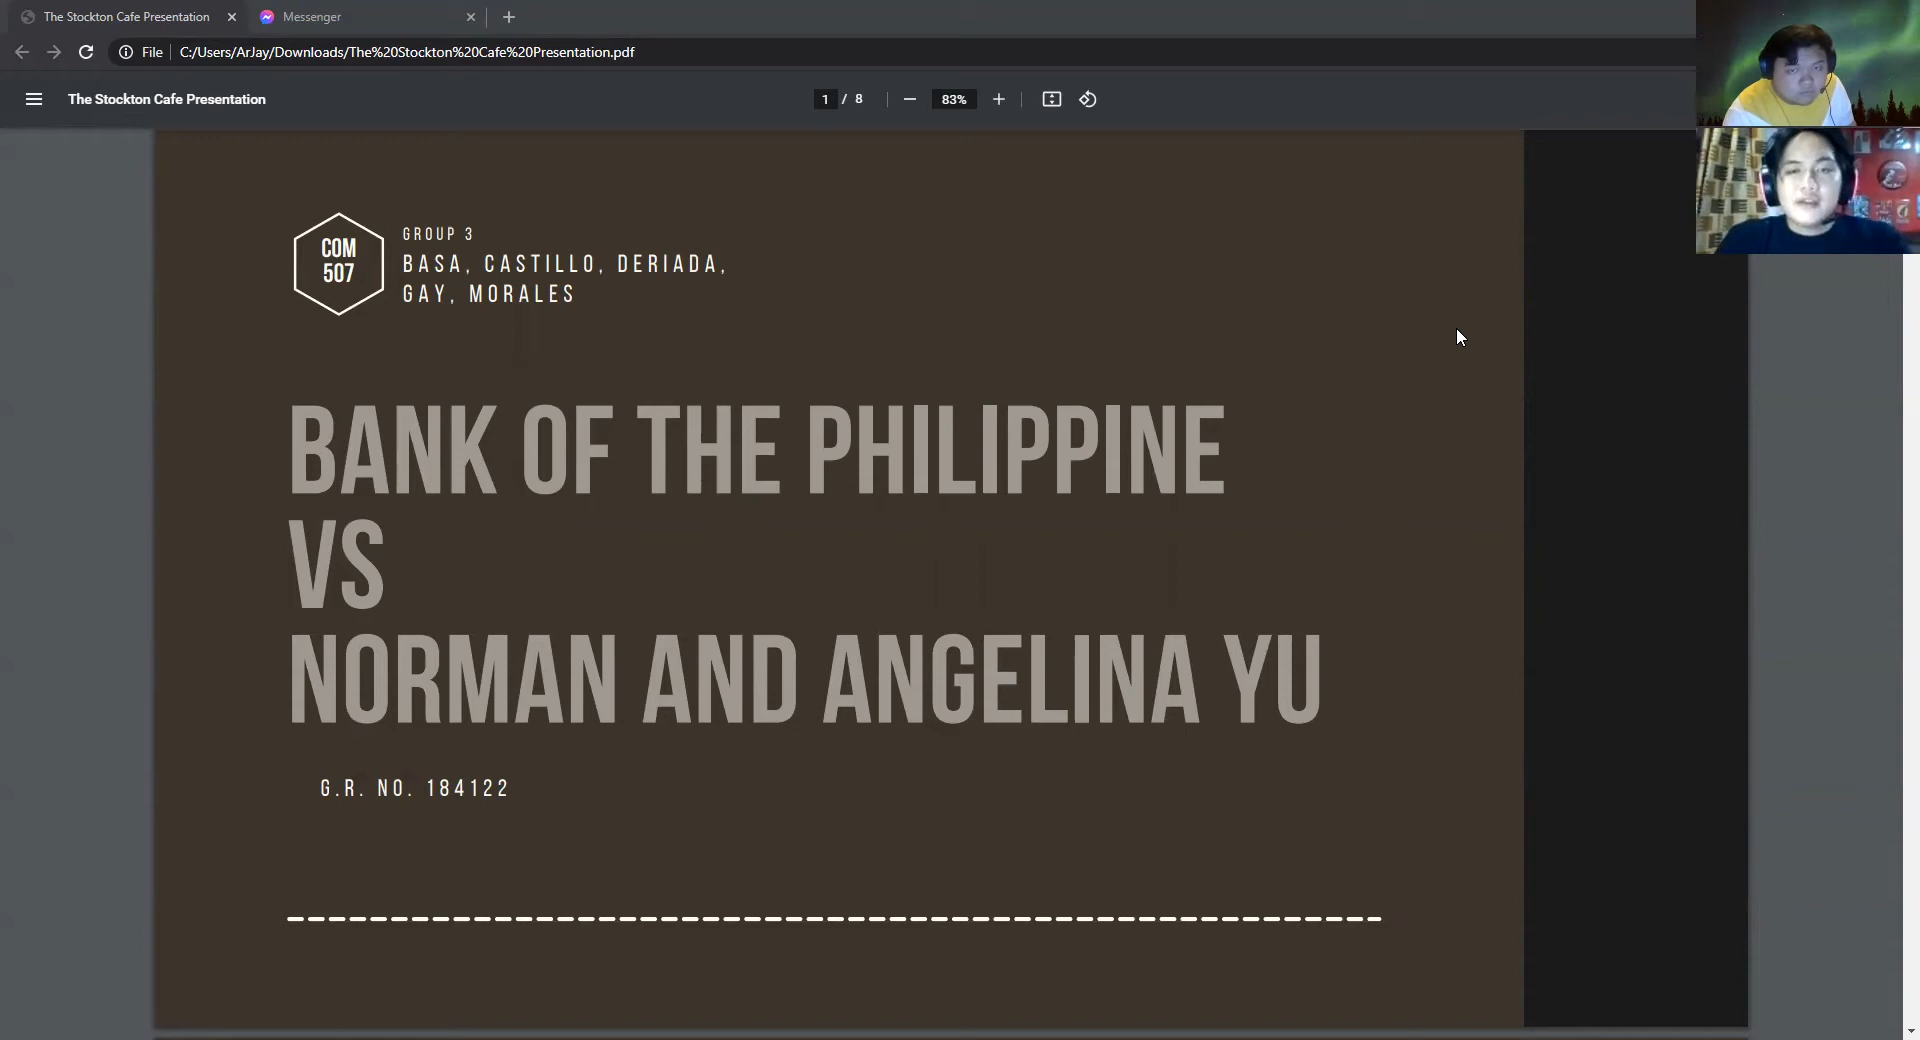 The Stockton Cafe Presentation
Messenger
File
C:/Users/ArJay/Downloads/The%20Stockton%20Cafe%20Presentation.pdf
The Stockton Cafe Presentation
1 / 8
83%
COM
507
GROUP 3
BASA, CASTILLO, DERIADA,
GAY, MORALES
BANK OF THE PHILIPPINE
VS
NORMAN AND ANGELINA YU
G.R. NO. 184122